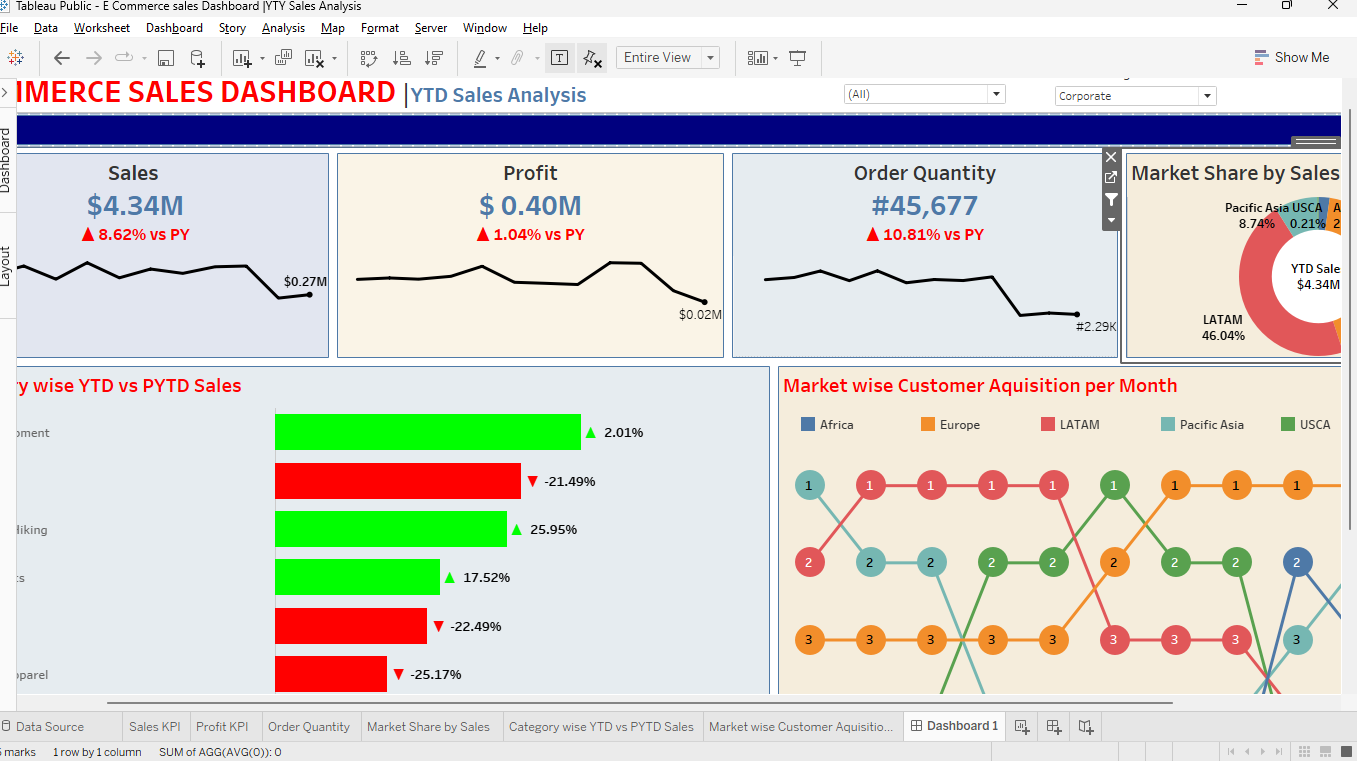 Tableau Public - E Commerce sales Dashboard |YTY Sales Analysis
File Data Worksheet Dashboard Story Analysis Map Format Server Window Help
Entire View
Show Me
MERCE SALES DASHBOARD |YTD Sales Analysis
(All)
Corporate
Dashboard
Layout
Sales
$4.34M
▲ 8.62% vs PY
$0.27M
Profit
$ 0.40M
▲ 1.04% vs PY
$0.02M
Order Quantity
#45,677
▲ 10.81% vs PY
#2.29K
Market Share by Sales
Pacific Asia USCA A
8.74% 0.21% 2
YTD Sale
$4.34M
LATAM
46.04%
ry wise YTD vs PYTD Sales
pment
▲ 2.01%
▼ -21.49%
Hiking
▲ 25.95%
ts
▲ 17.52%
▼ -22.49%
pparel
▼ -25.17%
Market wise Customer Aquisition per Month
Africa Europe LATAM Pacific Asia USCA
1 1 1 1 1 1 1 1 1
2 2 2 2 2 2 2 2 2
3 3 3 3 3 3 3 3 3
Data Source Sales KPI Profit KPI Order Quantity Market Share by Sales Category wise YTD vs PYTD Sales Market wise Customer Aquisitio... Dashboard 1
marks 1 row by 1 column SUM of AGG(AVG(0)): 0